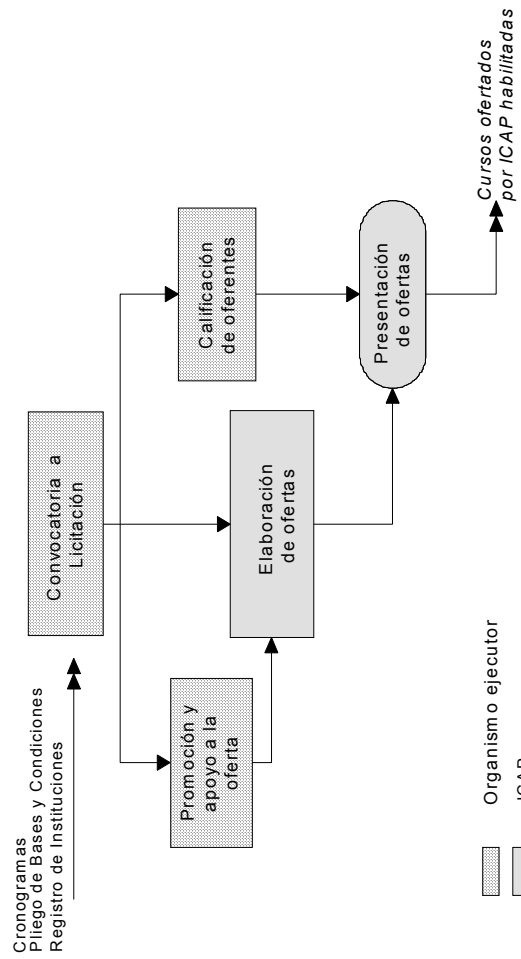 Cronogramas
Pliego de Bases y Condiciones
Registro de Instituciones
Convocatoria a
Licitación
Promoción y
apoyo a la
oferta
Elaboración
de ofertas
Calificación
de oferentes
Presentación
de ofertas
Cursos ofertados
por ICAP habilitadas
Organismo ejecutor
ICAP